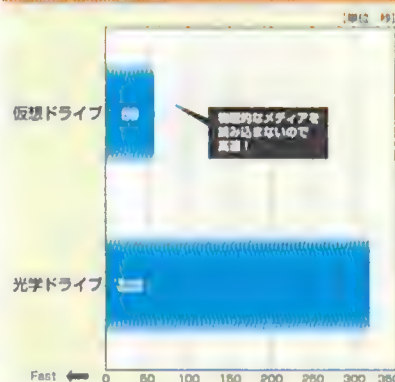 [単位 秒]
仮想ドライブ
物理的なメディアを
読み込まないので
高速!
光学ドライブ
Fast ←
0 50 100 150 200 250 300 350